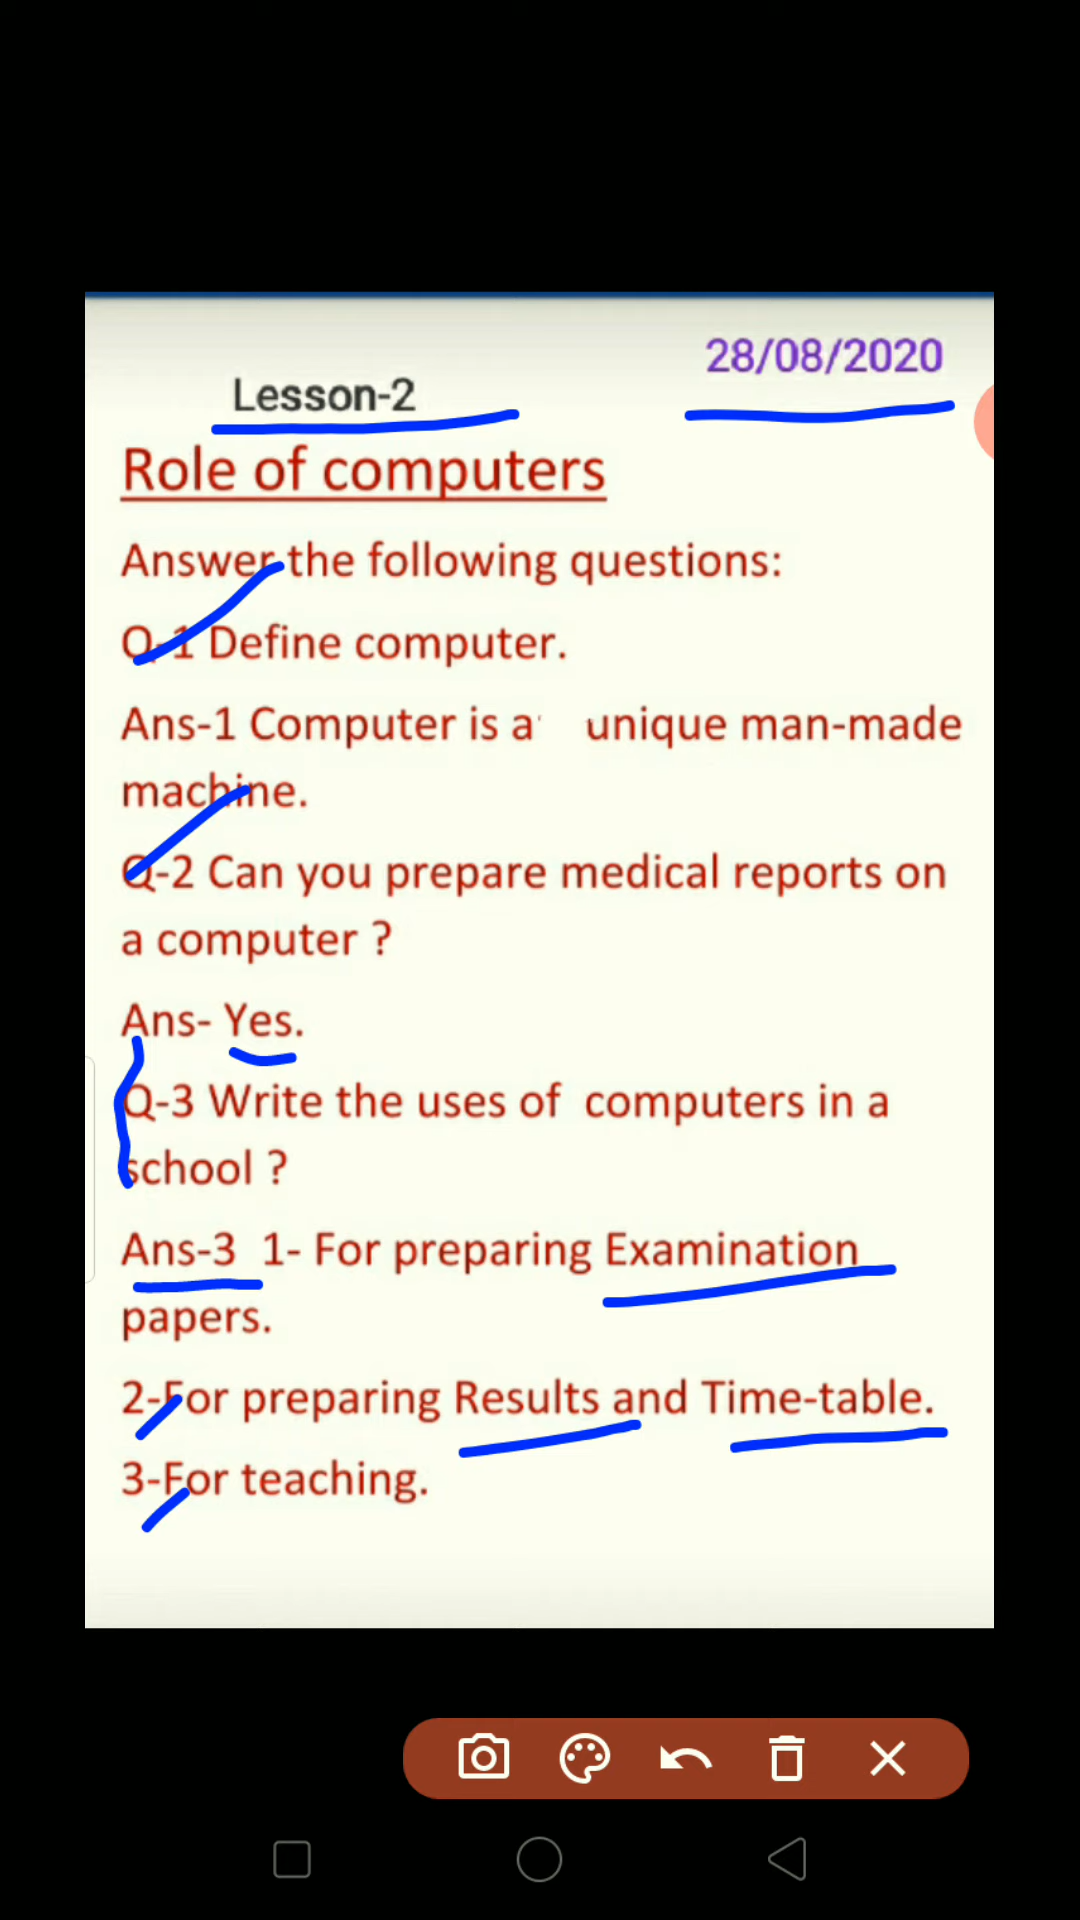 28/08/2020
Lesson-2
Role of computers
Answer the following questions:
Q-1 Define computer.
Ans-1 Computer is a unique man-made
machine.
Q-2 Can you prepare medical reports on
a computer ?
Ans- Yes.
Q-3 Write the uses of computers in a
school ?
Ans-3 1- For preparing Examination
papers.
2-For preparing Results and Time-table.
3-For teaching.